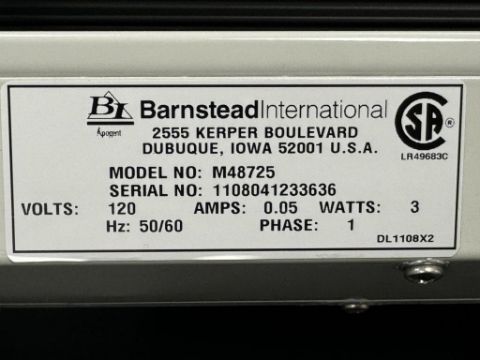 BI BarnsteadInternational
Apogent
2555 KERPER BOULEVARD
DUBUQUE, IOWA 52001 U.S.A.
SA
LR49683C
MODEL NO: M48725
SERIAL NO: 1108041233636
VOLTS: 120 AMPS: 0.05 WATTS: 3
Hz: 50/60 PHASE: 1
DL1108X2